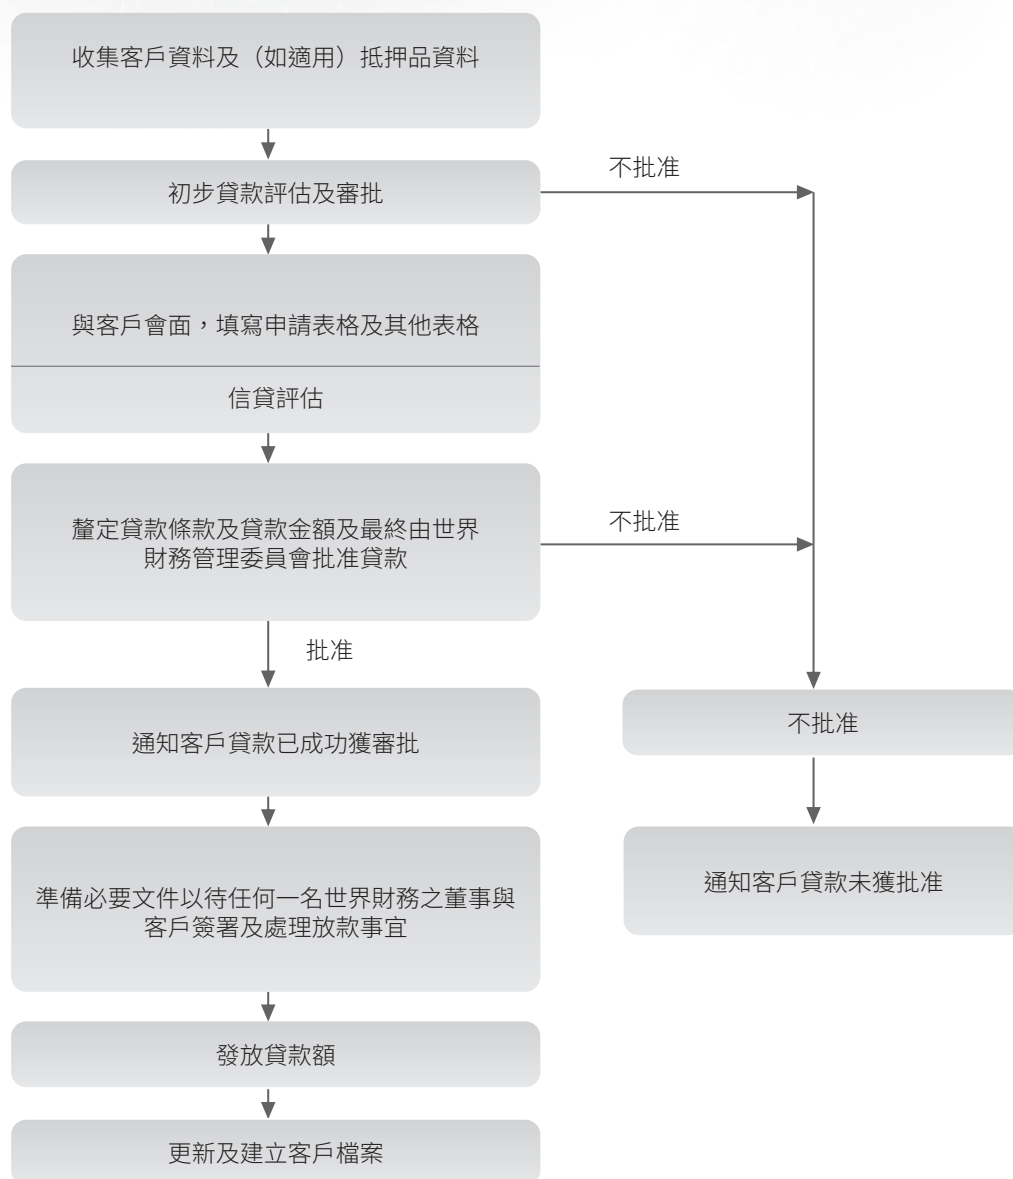 收集客戶資料及（如適用）抵押品資料
不批准
初步貸款評估及審批
與客戶會面，填寫申請表格及其他表格
信貸評估
不批准
釐定貸款條款及貸款金額及最終由世界
財務管理委員會批准貸款
批准
不批准
通知客戶貸款已成功獲審批
通知客戶貸款未獲批准
準備必要文件以待任何一名世界財務之董事與
客戶簽署及處理放款事宜
發放貸款額
更新及建立客戶檔案